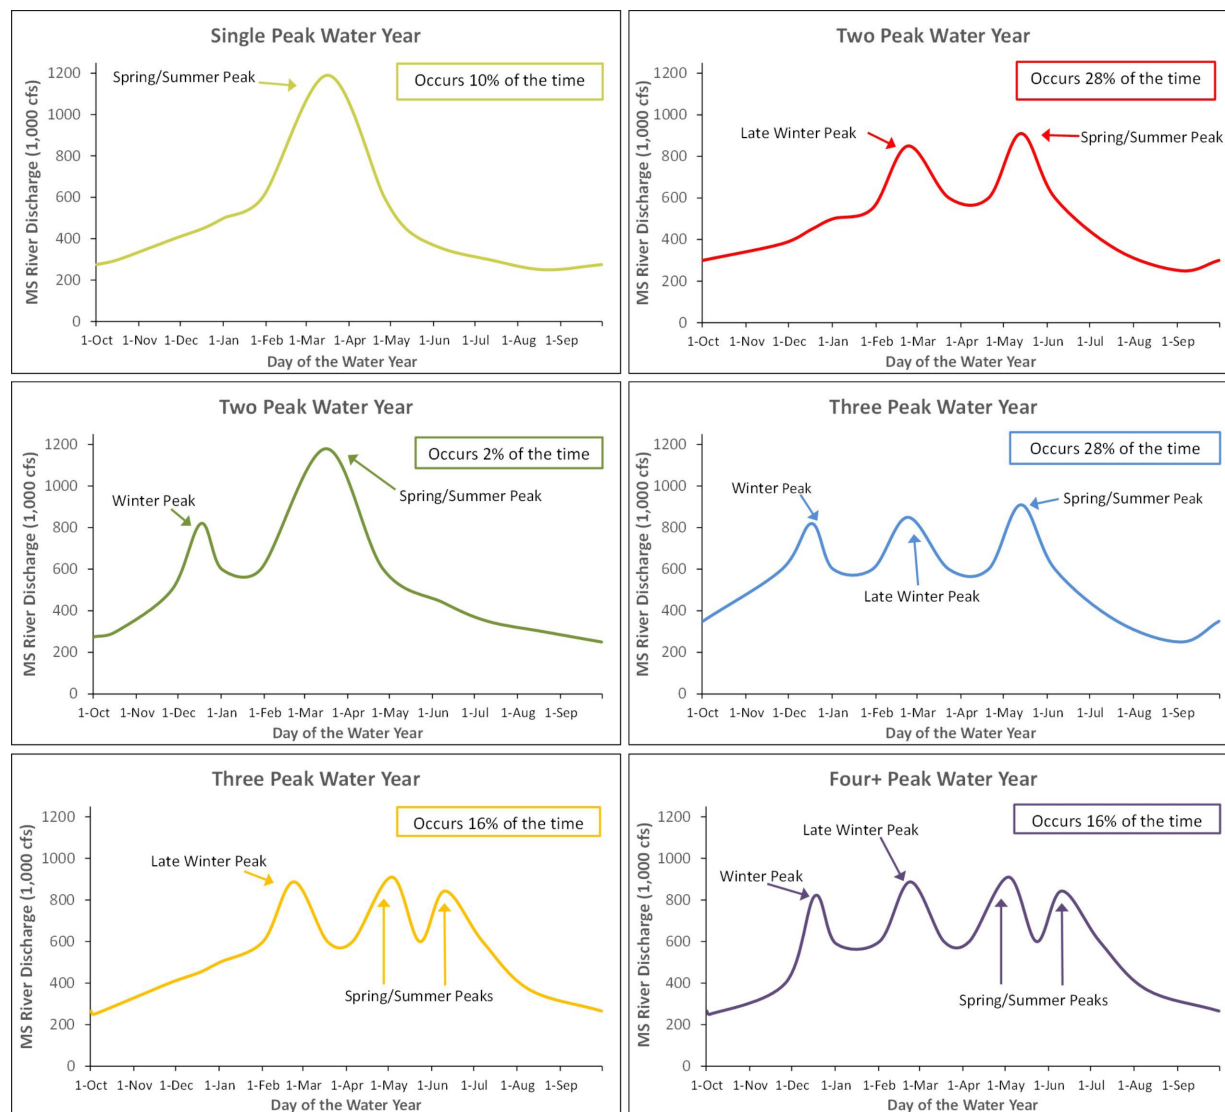 Single Peak Water Year
MS River Discharge (1,000 cfs)
1200
1000
800
600
400
200
0
Spring/Summer Peak
Occurs 10% of the time
1-Oct 1-Nov 1-Dec 1-Jan 1-Feb 1-Mar 1-Apr 1-May 1-Jun 1-Jul 1-Aug 1-Sep
Day of the Water Year
Two Peak Water Year
MS River Discharge (1,000 cfs)
1200
1000
800
600
400
200
0
Occurs 28% of the time
Late Winter Peak
Spring/Summer Peak
1-Oct 1-Nov 1-Dec 1-Jan 1-Feb 1-Mar 1-Apr 1-May 1-Jun 1-Jul 1-Aug 1-Sep
Day of the Water Year
Two Peak Water Year
MS River Discharge (1,000 cfs)
1200
1000
800
600
400
200
0
Occurs 2% of the time
Winter Peak
Spring/Summer Peak
1-Oct 1-Nov 1-Dec 1-Jan 1-Feb 1-Mar 1-Apr 1-May 1-Jun 1-Jul 1-Aug 1-Sep
Day of the Water Year
Three Peak Water Year
MS River Discharge (1,000 cfs)
1200
1000
800
600
400
200
0
Occurs 28% of the time
Winter Peak
Spring/Summer Peak
Late Winter Peak
1-Oct 1-Nov 1-Dec 1-Jan 1-Feb 1-Mar 1-Apr 1-May 1-Jun 1-Jul 1-Aug 1-Sep
Day of the Water Year
Three Peak Water Year
MS River Discharge (1,000 cfs)
1200
1000
800
600
400
200
0
Occurs 16% of the time
Late Winter Peak
Spring/Summer Peaks
1-Oct 1-Nov 1-Dec 1-Jan 1-Feb 1-Mar 1-Apr 1-May 1-Jun 1-Jul 1-Aug 1-Sep
Day of the Water Year
Four+ Peak Water Year
MS River Discharge (1,000 cfs)
1200
1000
800
600
400
200
0
Occurs 16% of the time
Late Winter Peak
Winter Peak
Spring/Summer Peaks
1-Oct 1-Nov 1-Dec 1-Jan 1-Feb 1-Mar 1-Apr 1-May 1-Jun 1-Jul 1-Aug 1-Sep
Day of the Water Year